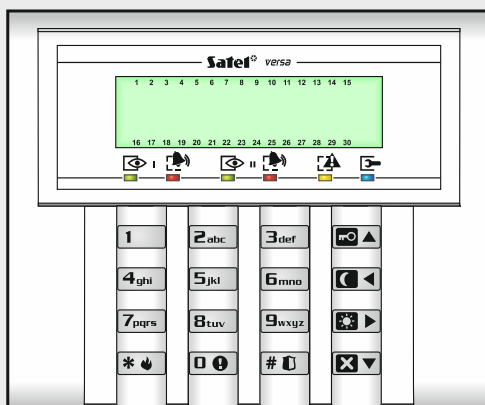 Satel versa
1 2 3 4 5 6 7 8 9 10 11 12 13 14 15
16 17 18 19 20 21 22 23 24 25 26 27 28 29 30
I II
1 2abc 3def
4ghi 5jkl 6mno
7pqrs 8tuv 9wxyz
* 0 #